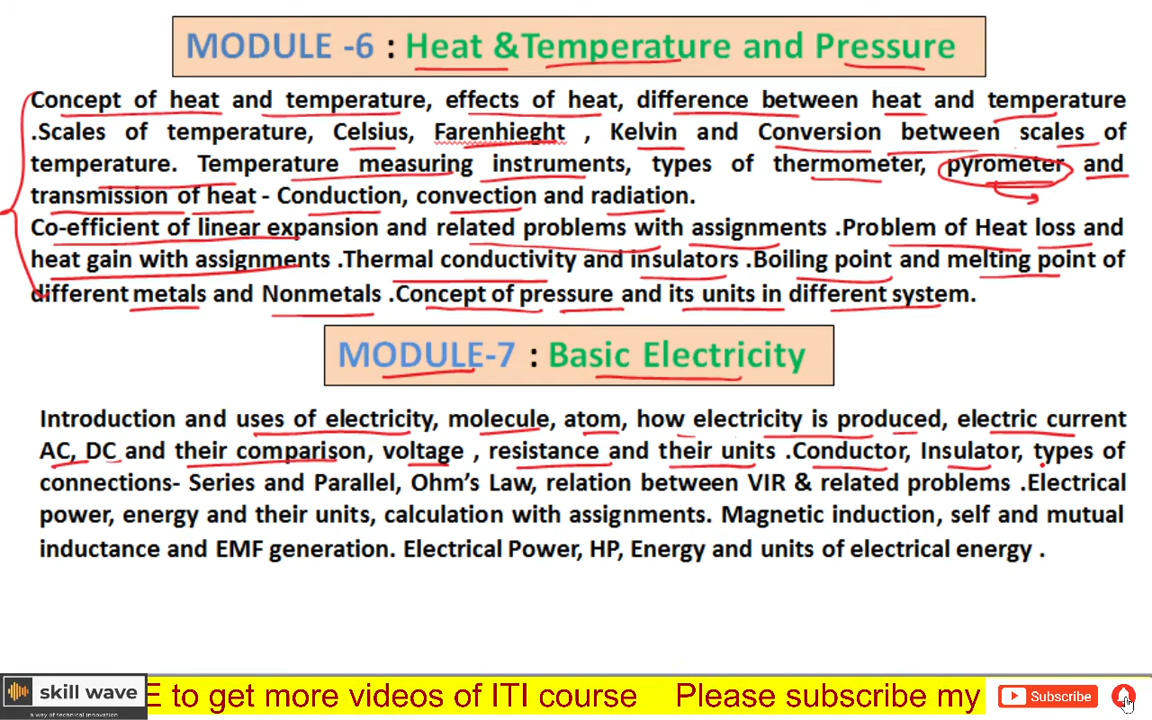 MODULE -6 : Heat &Temperature and Pressure
Concept of heat and temperature, effects of heat, difference between heat and temperature
.Scales of temperature, Celsius, Farenhieght , Kelvin and Conversion between scales of
temperature. Temperature measuring instruments, types of thermometer, pyrometer and
transmission of heat - Conduction, convection and radiation.
Co-efficient of linear expansion and related problems with assignments .Problem of Heat loss and
heat gain with assignments .Thermal conductivity and insulators .Boiling point and melting point of
different metals and Nonmetals .Concept of pressure and its units in different system.
MODULE-7 : Basic Electricity
Introduction and uses of electricity, molecule, atom, how electricity is produced, electric current
AC, DC and their comparison, voltage , resistance and their units .Conductor, Insulator, types of
connections- Series and Parallel, Ohm's Law, relation between VIR & related problems .Electrical
power, energy and their units, calculation with assignments. Magnetic induction, self and mutual
inductance and EMF generation. Electrical Power, HP, Energy and units of electrical energy .
skill wave
a way of technical innovation
E to get more videos of ITI course Please subscribe my
Subscribe